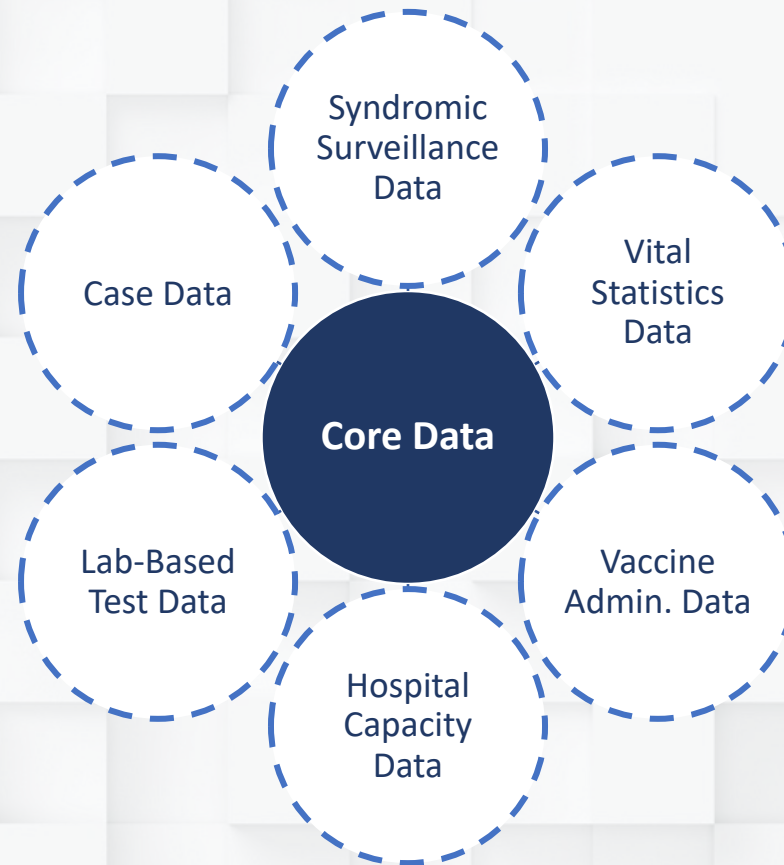 Syndromic
Surveillance
Data
Case Data
Vital
Statistics
Data
Core Data
Lab-Based
Test Data
Vaccine
Admin. Data
Hospital
Capacity
Data